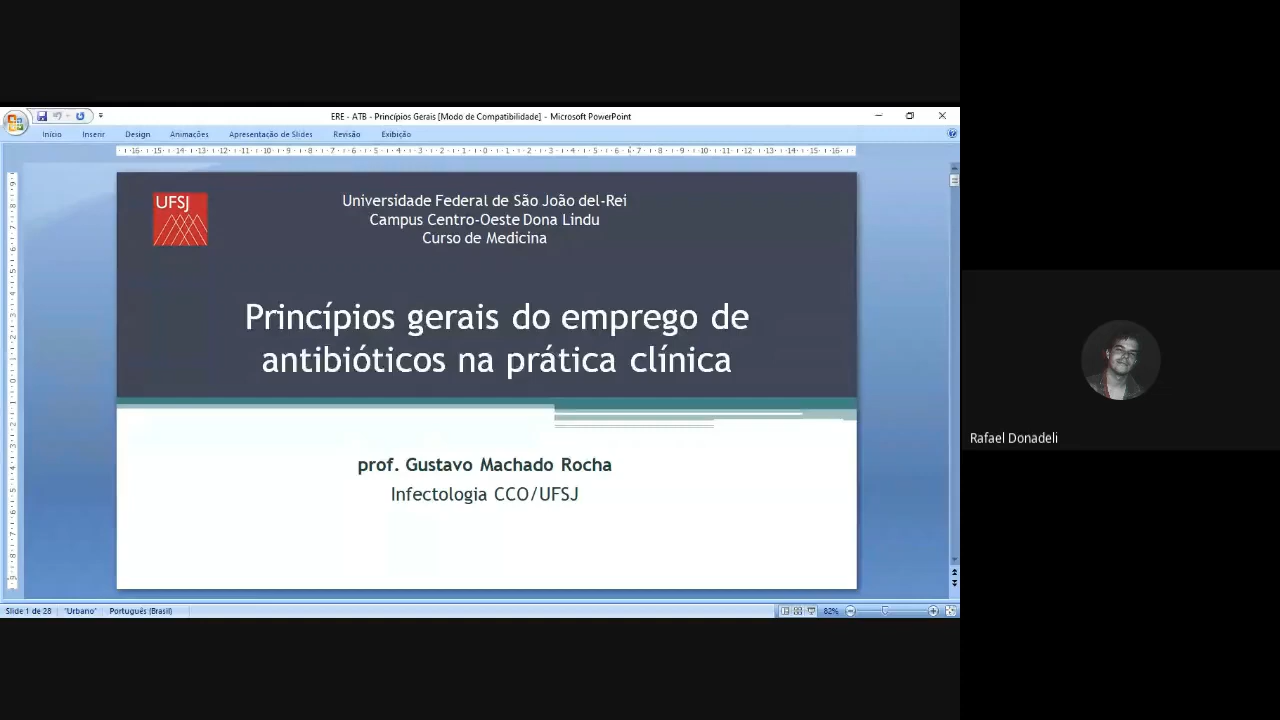 ERE - ATB - Princípios Gerais [Modo de Compatibilidade] - Microsoft PowerPoint
Início Inserir Design Animações Apresentação de Slides Revisão Exibição
UFSJ
Universidade Federal de São João del-Rei
Campus Centro-Oeste Dona Lindu
Curso de Medicina
Princípios gerais do emprego de
antibióticos na prática clínica
prof. Gustavo Machado Rocha
Infectologia CCO/UFSJ
Rafael Donadeli
Slide 1 de 28 "Urbano" Português (Brasil) 82%